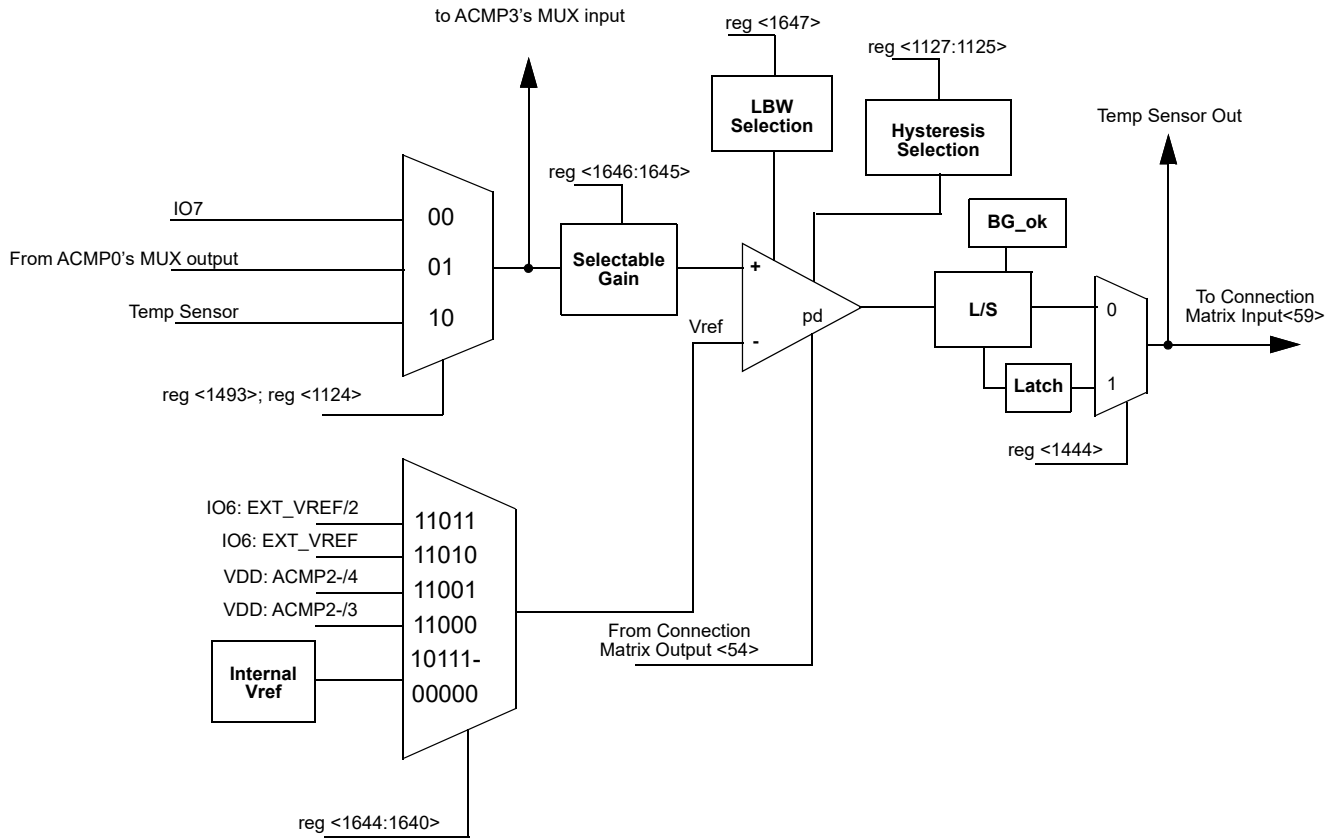 to ACMP3's MUX input
reg <1647>
reg <1127:1125>
LBW
Selection
Hysteresis
Selection
Temp Sensor Out
reg <1646:1645>
IO7
00
From ACMP0's MUX output
01
Temp Sensor
10
Selectable
Gain
+
-
pd
Vref
BG_ok
L/S
Latch
0
1
To Connection
Matrix Input<59>
reg <1493>; reg <1124>
reg <1444>
IO6: EXT_VREF/2
11011
IO6: EXT_VREF
11010
VDD: ACMP2-/4
11001
VDD: ACMP2-/3
11000
Internal
Vref
10111-
00000
From Connection
Matrix Output <54>
reg <1644:1640>